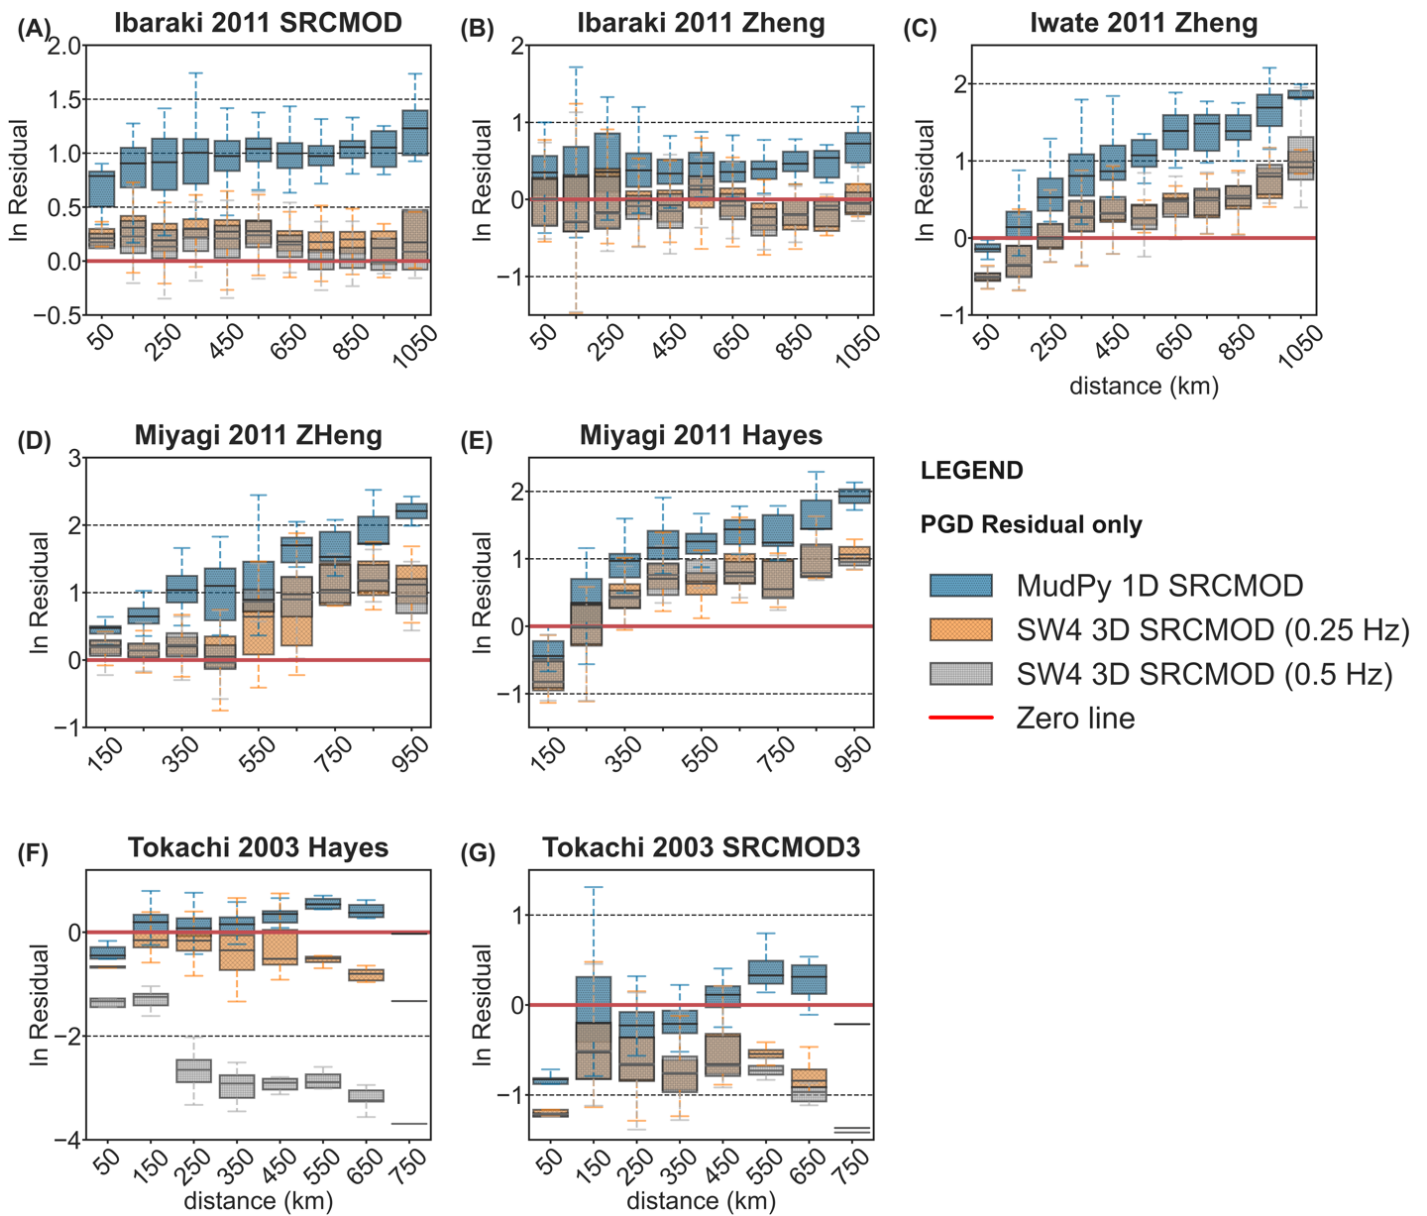 (A) Ibaraki 2011 SRCMOD
ln Residual
2.0
1.5
1.0
0.5
0.0
−0.5
50 250 450 650 850 1050
(B) Ibaraki 2011 Zheng
ln Residual
2
1
0
−1
50 250 450 650 850 1050
(C) Iwate 2011 Zheng
ln Residual
2
1
0
−1
50 250 450 650 850 1050
distance (km)
(D) Miyagi 2011 ZHeng
ln Residual
3
2
1
0
−1
150 350 550 750 950
(E) Miyagi 2011 Hayes
ln Residual
2
1
0
−1
150 350 550 750 950
LEGEND
PGD Residual only
MudPy 1D SRCMOD
SW4 3D SRCMOD (0.25 Hz)
SW4 3D SRCMOD (0.5 Hz)
Zero line
(F) Tokachi 2003 Hayes
ln Residual
0
−2
−4
50 150 250 350 450 550 650 750
distance (km)
(G) Tokachi 2003 SRCMOD3
ln Residual
1
0
−1
50 150 250 350 450 550 650 750
distance (km)